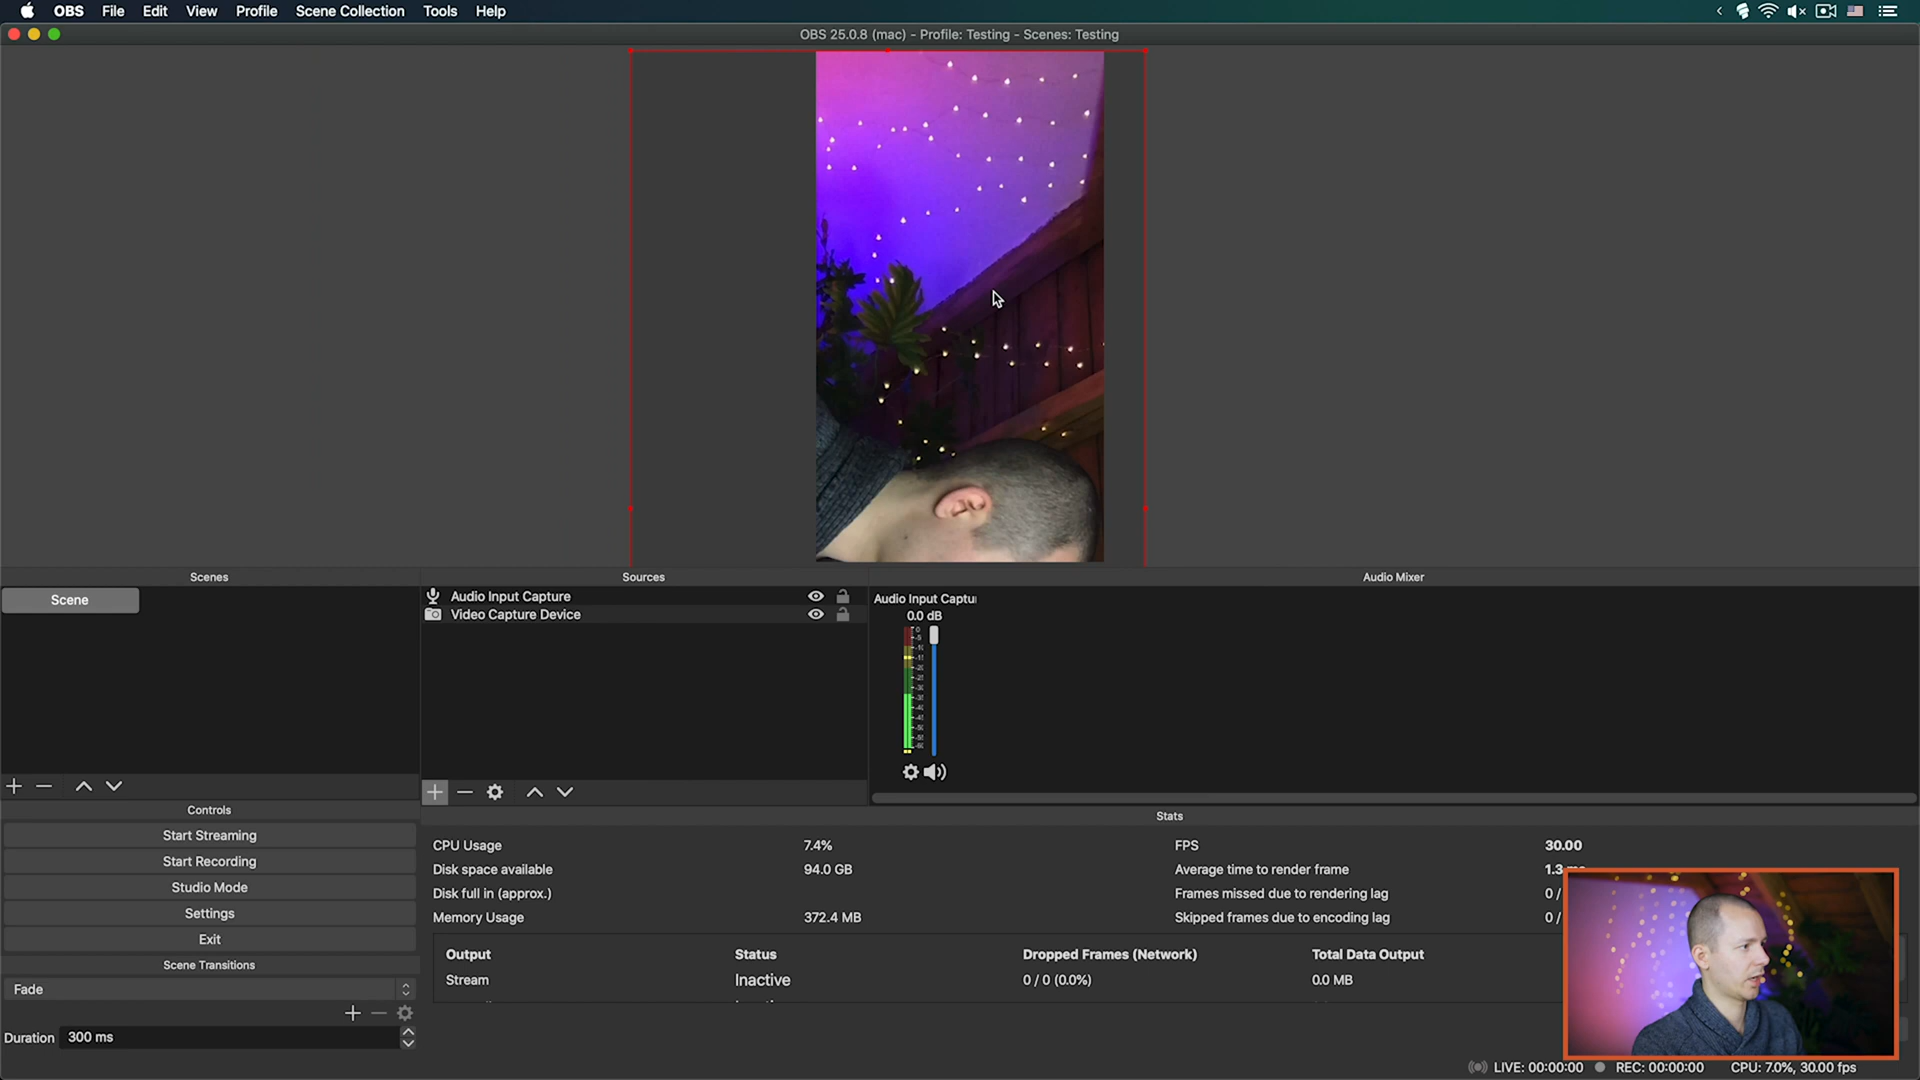 OBS File Edit View Profile Scene Collection Tools Help
OBS 25.0.8 (mac) - Profile: Testing - Scenes: Testing
Scenes
Sources
Audio Mixer
Scene
Audio Input Capture
Video Capture Device
Audio Input Captu
0.0 dB
Controls
Start Streaming
Start Recording
Studio Mode
Settings
Exit
Scene Transitions
Fade
Duration 300 ms
Stats
CPU Usage 7.4%
Disk space available 94.0 GB
Disk full in (approx.)
Memory Usage 372.4 MB
FPS 30.00
Average time to render frame 1.3
Frames missed due to rendering lag 0/
Skipped frames due to encoding lag 0/
Output Status Dropped Frames (Network) Total Data Output
Stream Inactive 0 / 0 (0.0%) 0.0 MB
LIVE: 00:00:00 REC: 00:00:00 CPU: 7.0%, 30.00 fps